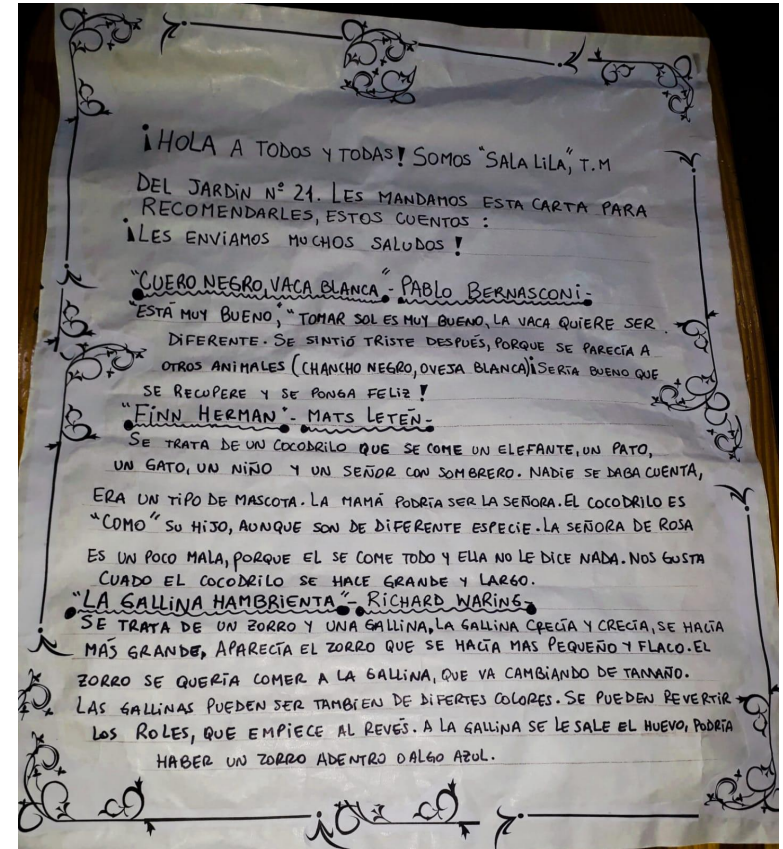 ¡HOLA A TODOS Y TODAS! SOMOS "SALA LILA", T.M
DEL JARDÍN Nº 21. LES MANDAMOS ESTA CARTA PARA
RECOMENDARLES, ESTOS CUENTOS :
¡LES ENVIAMOS MUCHOS SALUDOS !
"CUERO NEGRO, VACA BLANCA" - PABLO BERNASCONI -
"ESTÁ MUY BUENO", "TOMAR SOL ES MUY BUENO, LA VACA QUIERE SER
DIFERENTE. SE SINTIÓ TRISTE DESPUÉS, PORQUE SE PARECÍA A
OTROS ANIMALES (CHANCHO NEGRO, OVEJA BLANCA) ¡SERÍA BUENO QUE
SE RECUPERE Y SE PONGA FELIZ !
"FINN HERMAN" - MATS LETÉN -
SE TRATA DE UN COCODRILO QUE SE COME UN ELEFANTE, UN PATO,
UN GATO, UN NIÑO Y UN SEÑOR CON SOMBRERO. NADIE SE DABA CUENTA,
ERA UN TIPO DE MASCOTA. LA MAMÁ PODRÍA SER LA SEÑORA. EL COCODRILO ES
"COMO" SU HIJO, AUNQUE SON DE DIFERENTE ESPECIE. LA SEÑORA DE ROSA
ES UN POCO MALA, PORQUE EL SE COME TODO Y ELLA NO LE DICE NADA. NOS GUSTA
CUADO EL COCODRILO SE HACE GRANDE Y LARGO.
"LA GALLINA HAMBRIENTA" - RICHARD WARING -
SE TRATA DE UN ZORRO Y UNA GALLINA, LA GALLINA CRECÍA Y CRECÍA, SE HACÍA
MÁS GRANDE, APARECÍA EL ZORRO QUE SE HACÍA MAS PEQUEÑO Y FLACO. EL
ZORRO SE QUERÍA COMER A LA GALLINA, QUE VA CAMBIANDO DE TAMAÑO.
LAS GALLINAS PUEDEN SER TAMBIEN DE DIFERTES COLORES. SE PUEDEN REVERTIR
LOS ROLES, QUE EMPIECE AL REVÉS. A LA GALLINA SE LE SALE EL HUEVO, PODRÍA
HABER UN ZORRO ADENTRO O ALGO AZUL.